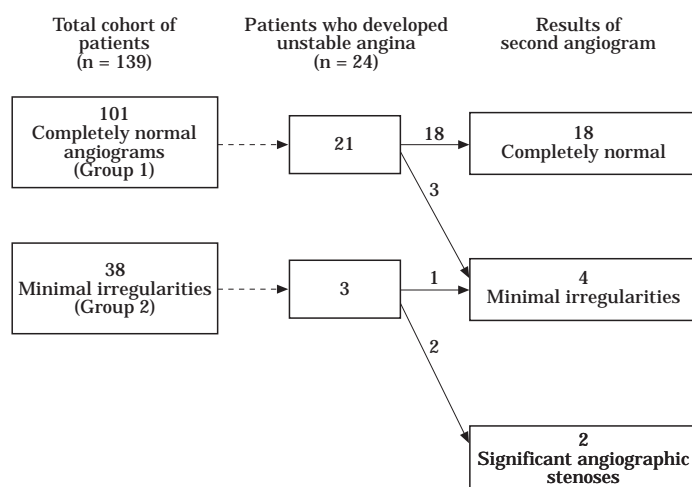 Total cohort of
patients
(n = 139)
Patients who developed
unstable angina
(n = 24)
Results of
second angiogram
101
Completely normal
angiograms
(Group 1)
21
18
18
Completely normal
3
38
Minimal irregularities
(Group 2)
3
1
4
Minimal irregularities
2
2
Significant angiographic
stenoses